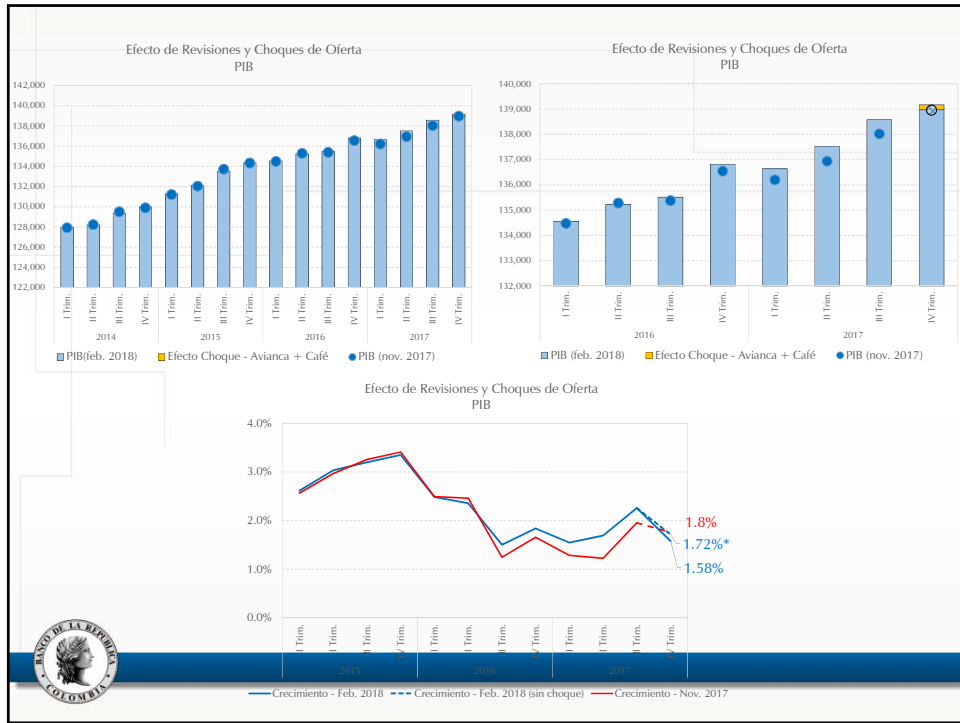 Efecto de Revisiones y Choques de Oferta
PIB
142,000
140,000
138,000
136,000
134,000
132,000
130,000
128,000
126,000
124,000
122,000
I Trim. II Trim. III Trim. IV Trim. I Trim. II Trim. III Trim. IV Trim. I Trim. II Trim. III Trim. IV Trim. I Trim. II Trim. III Trim. IV Trim.
2014 2015 2016 2017
PIB(feb. 2018) Efecto Choque - Avianca + Café PIB (nov. 2017)
Efecto de Revisiones y Choques de Oferta
PIB
140,000
139,000
138,000
137,000
136,000
135,000
134,000
133,000
132,000
I Trim. II Trim. III Trim. IV Trim. I Trim. II Trim. III Trim. IV Trim.
2016 2017
PIB (feb. 2018) Efecto Choque - Avianca + Café PIB (nov. 2017)
Efecto de Revisiones y Choques de Oferta
PIB
4.0%
3.0%
2.0%
1.0%
0.0%
1.8%
1.72%*
1.58%
I Trim. II Trim. III Trim. IV Trim. I Trim. II Trim. III Trim. IV Trim. I Trim. II Trim. III Trim. IV Trim.
2015 2016 2017
Crecimiento - Feb. 2018 Crecimiento - Feb. 2018 (sin choque) Crecimiento - Nov. 2017
BANCO DE LA REPUBLICA
COLOMBIA